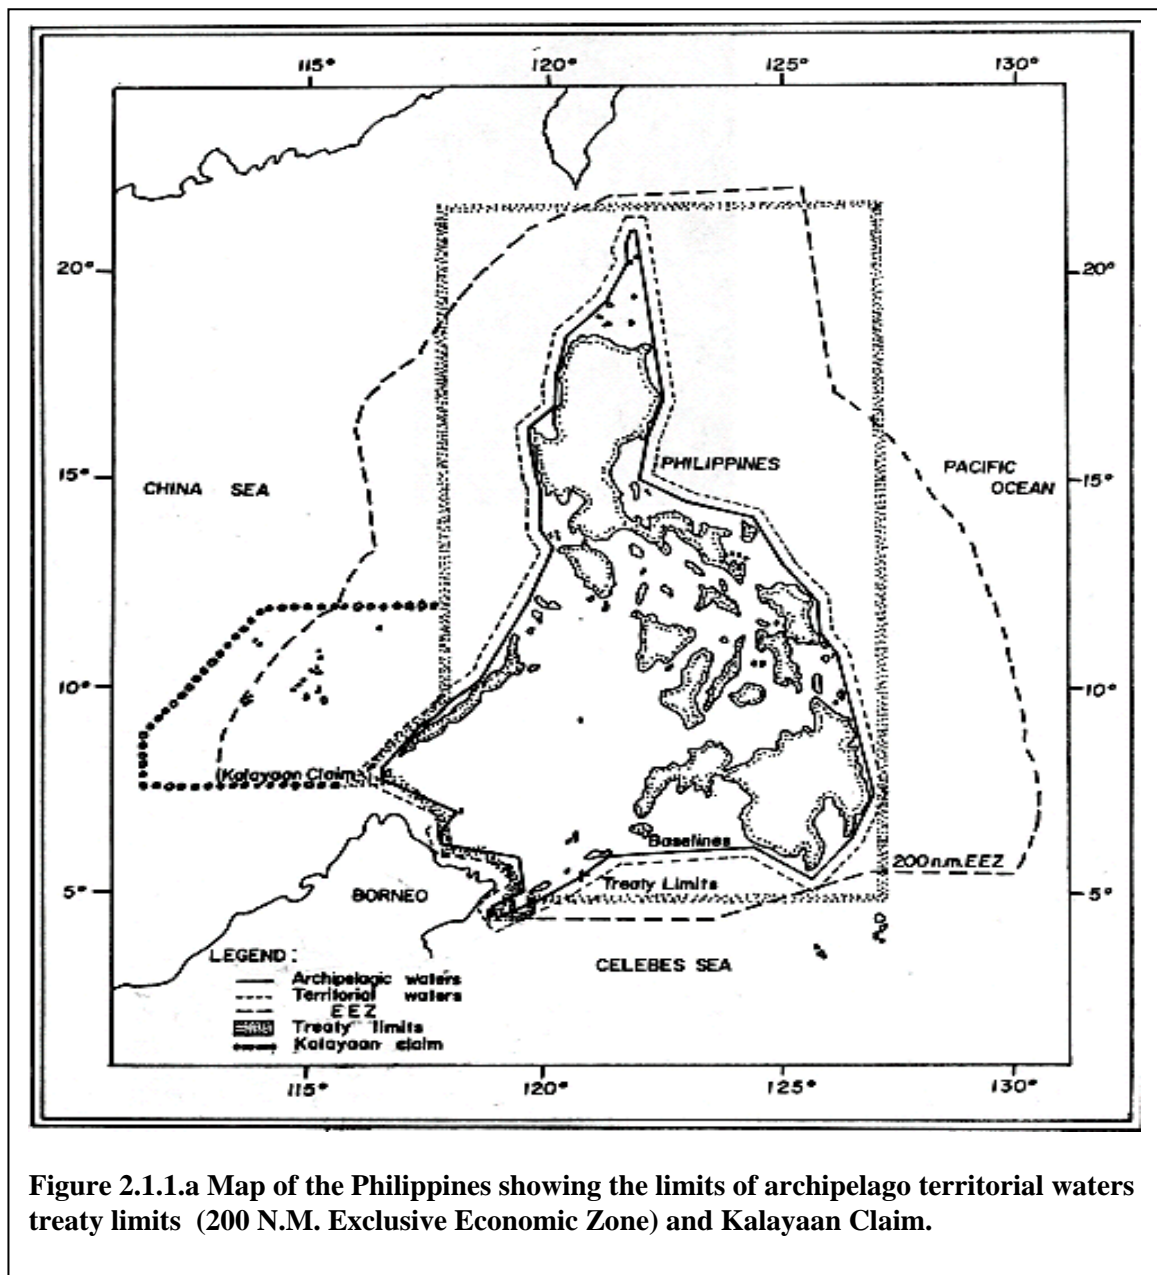 115° 120° 125° 130°
20° 20°
PHILIPPINES
PACIFIC
OCEAN
15° 15°
CHINA SEA
10° 10°
(Kalayaan Claim)
Baselines
200 n.m. EEZ
Treaty Limits
5° 5°
BORNEO
CELEBES SEA
LEGEND:
Archipelagic waters
Territorial waters
EEZ
Treaty limits
Kalayaan claim
115° 120° 125° 130°
Figure 2.1.1.a Map of the Philippines showing the limits of archipelago territorial waters
treaty limits (200 N.M. Exclusive Economic Zone) and Kalayaan Claim.